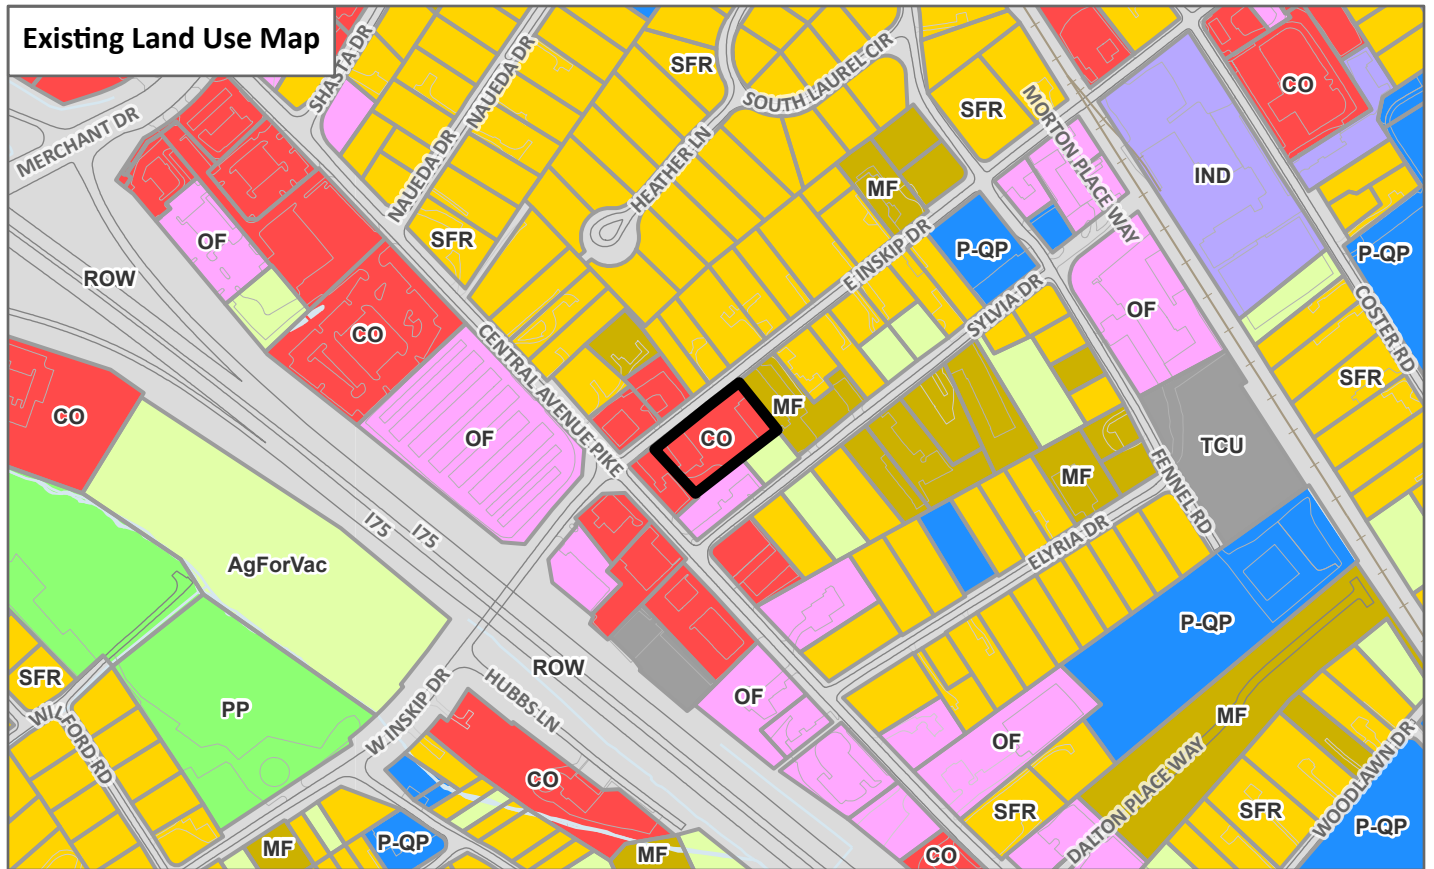 Existing Land Use Map
SHASTA DR
NAUEDA DR
SFR
SOUTH LAUREL CIR
SFR
MORTON PLACE WAY
CO
MERCHANT DR
NAUEDA DR
HEATHER LN
MF
IND
OF
SFR
E INSKIP DR
P-QP
P-QP
ROW
SYLVIA DR
OF
COSTER RD
CO
CENTRAL AVENUE PIKE
SFR
CO
MF
OF
CO
TCU
MF
FENNEL RD
I75
I75
ELYRIA DR
AgForVac
P-QP
SFR
ROW
OF
PP
W INSKIP DR
HUBBS LN
WILFORD RD
MF
OF
CO
DALTON PLACE WAY
SFR
SFR
WOODLAWN DR
P-QP
MF
P-QP
MF
CO